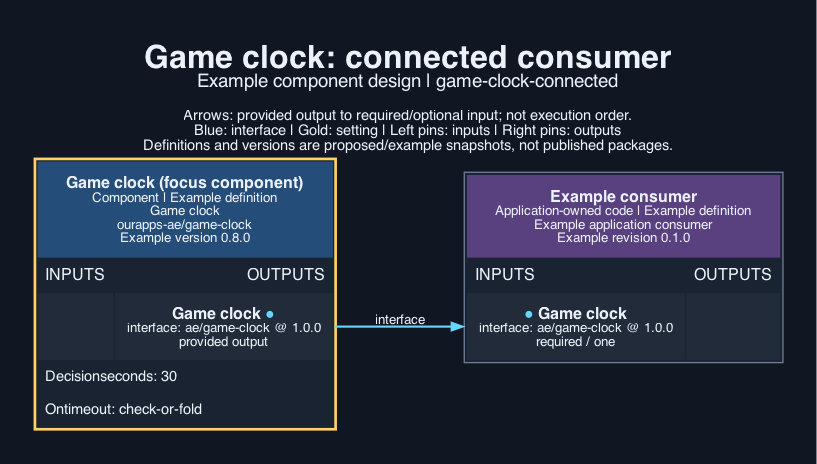 Game clock: connected consumer
Example component design | game-clock-connected
Arrows: provided output to required/optional input; not execution order.
Blue: interface | Gold: setting | Left pins: inputs | Right pins: outputs
Definitions and versions are proposed/example snapshots, not published packages.
Game clock (focus component)
Component | Example definition
Game clock
ourapps-ae/game-clock
Example version 0.8.0
INPUTS
OUTPUTS
Game clock
interface: ae/game-clock @ 1.0.0
provided output
Decisionseconds: 30
Ontimeout: check-or-fold
interface
Example consumer
Application-owned code | Example definition
Example application consumer
Example revision 0.1.0
INPUTS
OUTPUTS
Game clock
interface: ae/game-clock @ 1.0.0
required / one